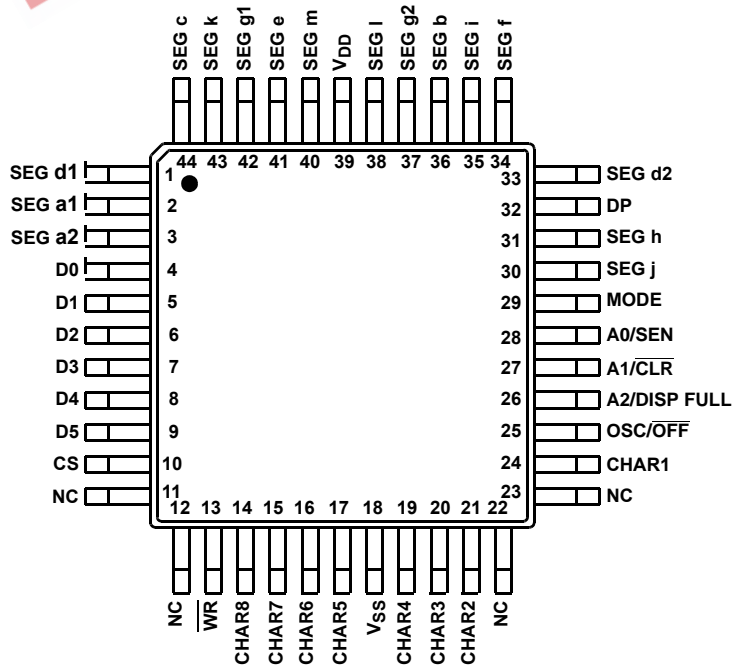 SEG c
SEG k
SEG g1
SEG e
SEG m
VDD
SEG l
SEG g2
SEG b
SEG i
SEG f
44 43 42 41 40 39 38 37 36 35 34
SEG d1 1
SEG a1 2
SEG a2 3
D0 4
D1 5
D2 6
D3 7
D4 8
D5 9
CS 10
NC 11
33 SEG d2
32 DP
31 SEG h
30 SEG j
29 MODE
28 A0/SEN
27 A1/CLR
26 A2/DISP FULL
25 OSC/OFF
24 CHAR1
23 NC
12 13 14 15 16 17 18 19 20 21 22
NC
WR
CHAR8
CHAR7
CHAR6
CHAR5
VSS
CHAR4
CHAR3
CHAR2
NC